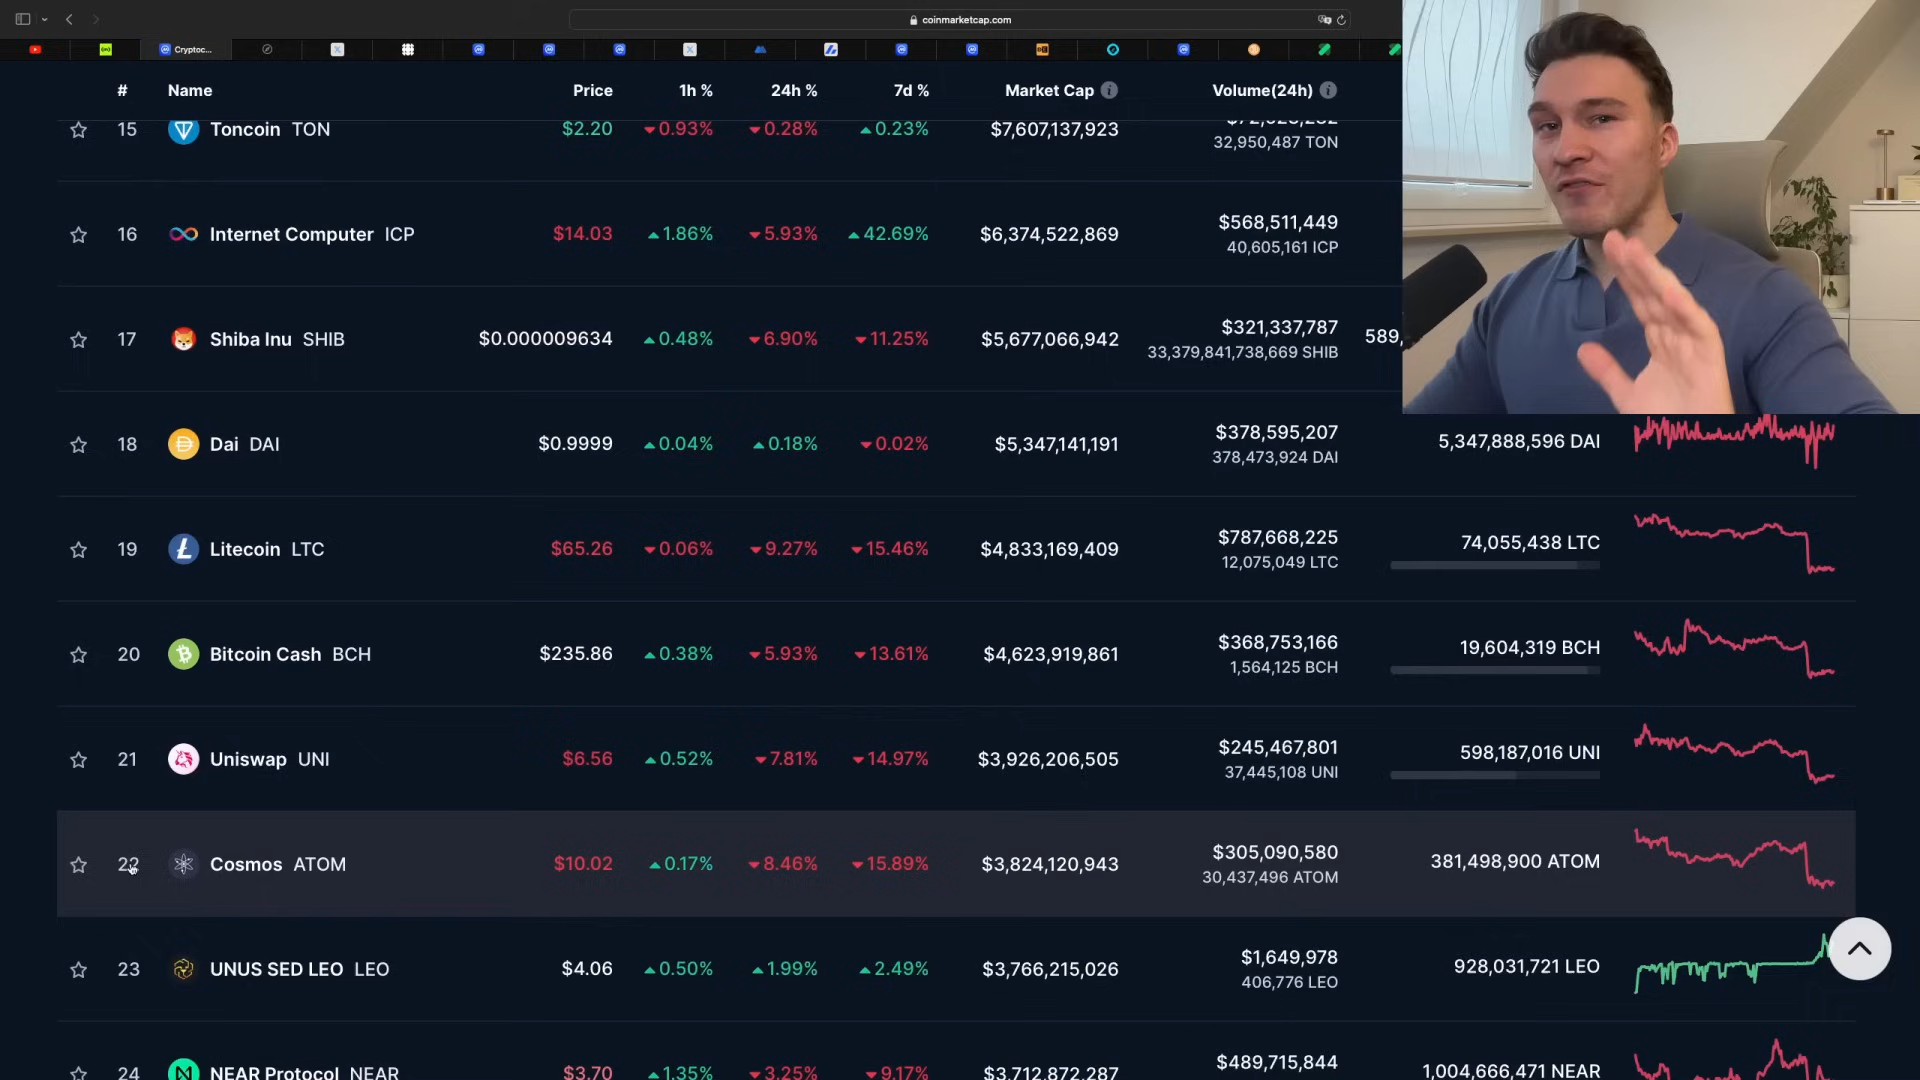 coinmarketcap.com
Cryptoc...
# Name Price 1h % 24h % 7d % Market Cap Volume(24h)
15 Toncoin TON $2.20 0.93% 0.28% 0.23% $7,607,137,923
32,950,487 TON
16 Internet Computer ICP $14.03 1.86% 5.93% 42.69% $6,374,522,869 $568,511,449
40,605,161 ICP
17 Shiba Inu SHIB $0.000009634 0.48% 6.90% 11.25% $5,677,066,942 $321,337,787 589,
33,379,841,738,669 SHIB
18 Dai DAI $0.9999 0.04% 0.18% 0.02% $5,347,141,191 $378,595,207 5,347,888,596 DAI
378,473,924 DAI
19 Litecoin LTC $65.26 0.06% 9.27% 15.46% $4,833,169,409 $787,668,225 74,055,438 LTC
12,075,049 LTC
20 Bitcoin Cash BCH $235.86 0.38% 5.93% 13.61% $4,623,919,861 $368,753,166 19,604,319 BCH
1,564,125 BCH
21 Uniswap UNI $6.56 0.52% 7.81% 14.97% $3,926,206,505 $245,467,801 598,187,016 UNI
37,445,108 UNI
22 Cosmos ATOM $10.02 0.17% 8.46% 15.89% $3,824,120,943 $305,090,580 381,498,900 ATOM
30,437,496 ATOM
23 UNUS SED LEO LEO $4.06 0.50% 1.99% 2.49% $3,766,215,026 $1,649,978 928,031,721 LEO
406,776 LEO
24 NEAR Protocol NEAR $3.70 1.35% 3.25% 9.17% $3,712,872,287 $489,715,844 1,004,666,471 NEAR